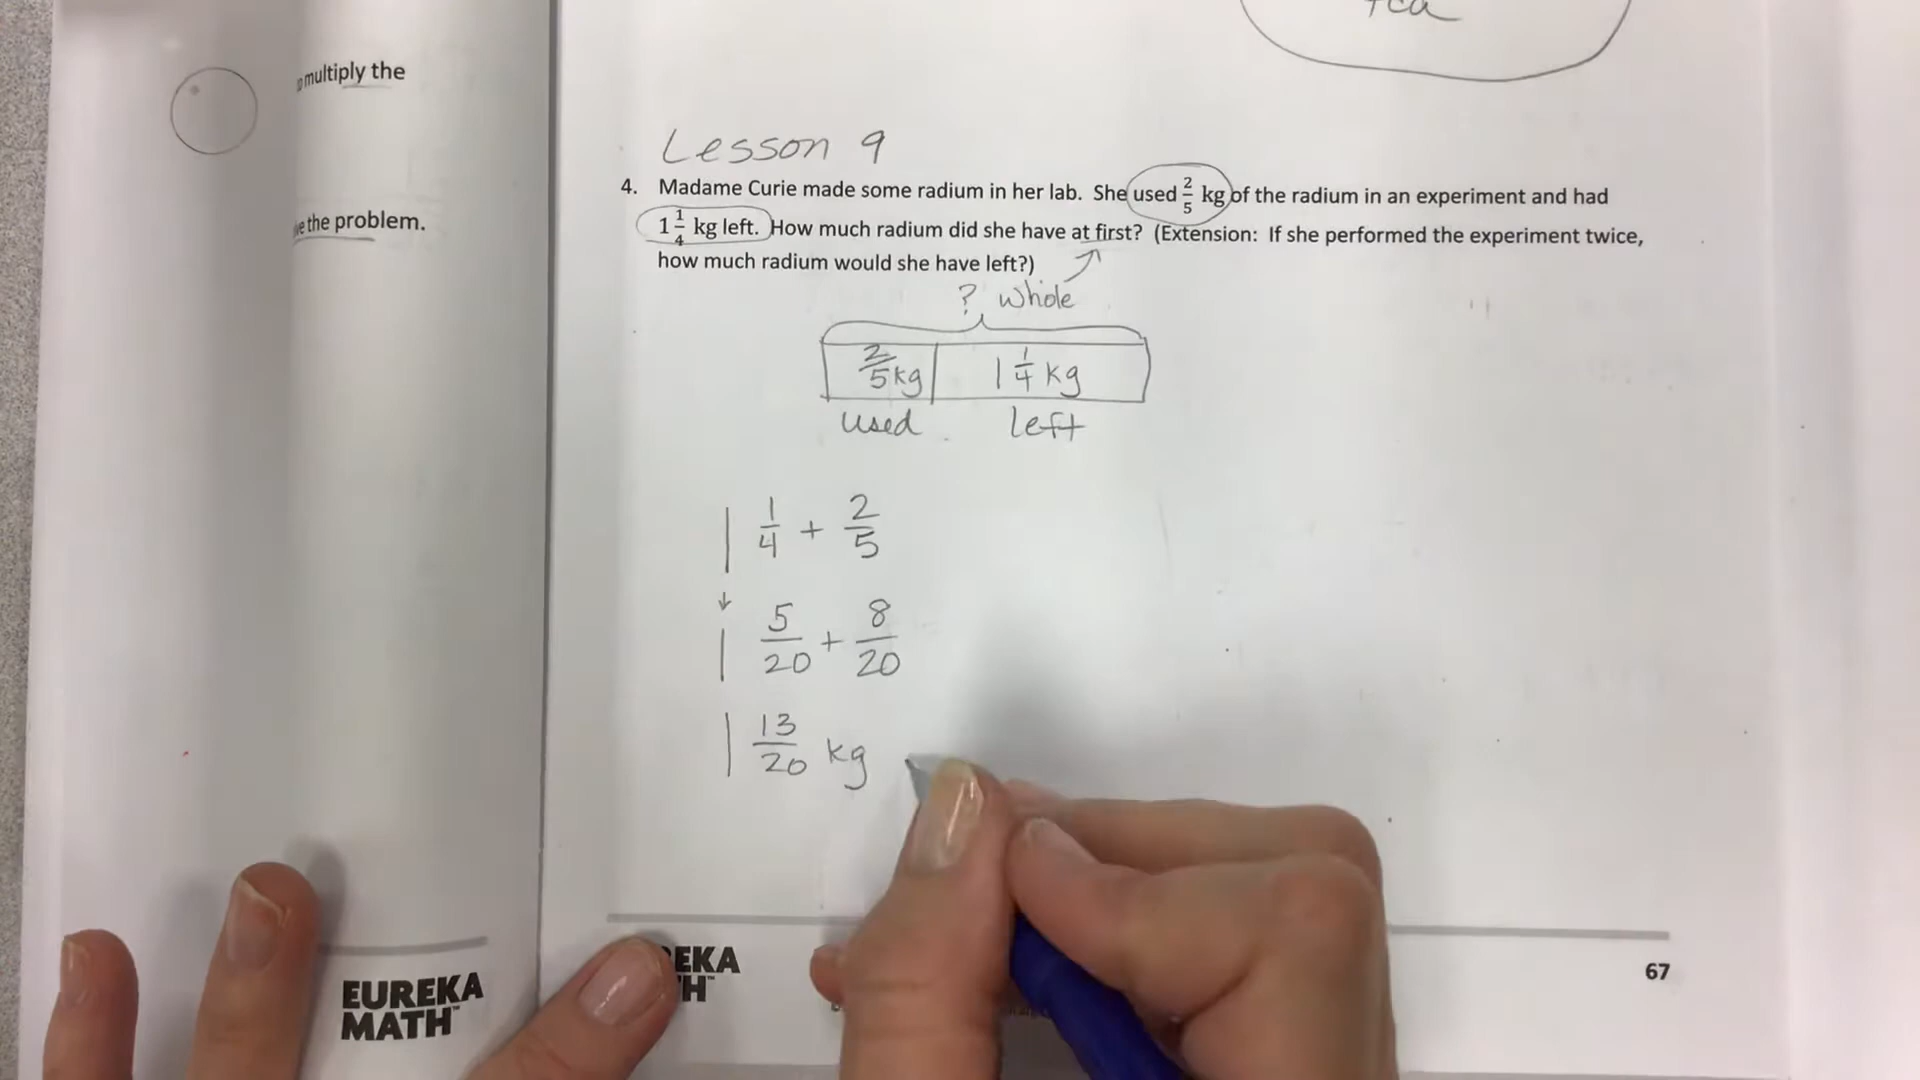 multiply the
the problem.
Lesson 9
4. Madame Curie made some radium in her lab. She used 2/5 kg of the radium in an experiment and had
1 1/4 kg left. How much radium did she have at first? (Extension: If she performed the experiment twice,
how much radium would she have left?)
? whole
2/5 kg 1 1/4 kg
used left
1 1/4 + 2/5
↓
1 5/20 + 8/20
1 13/20 kg
EUREKA
MATH™
67